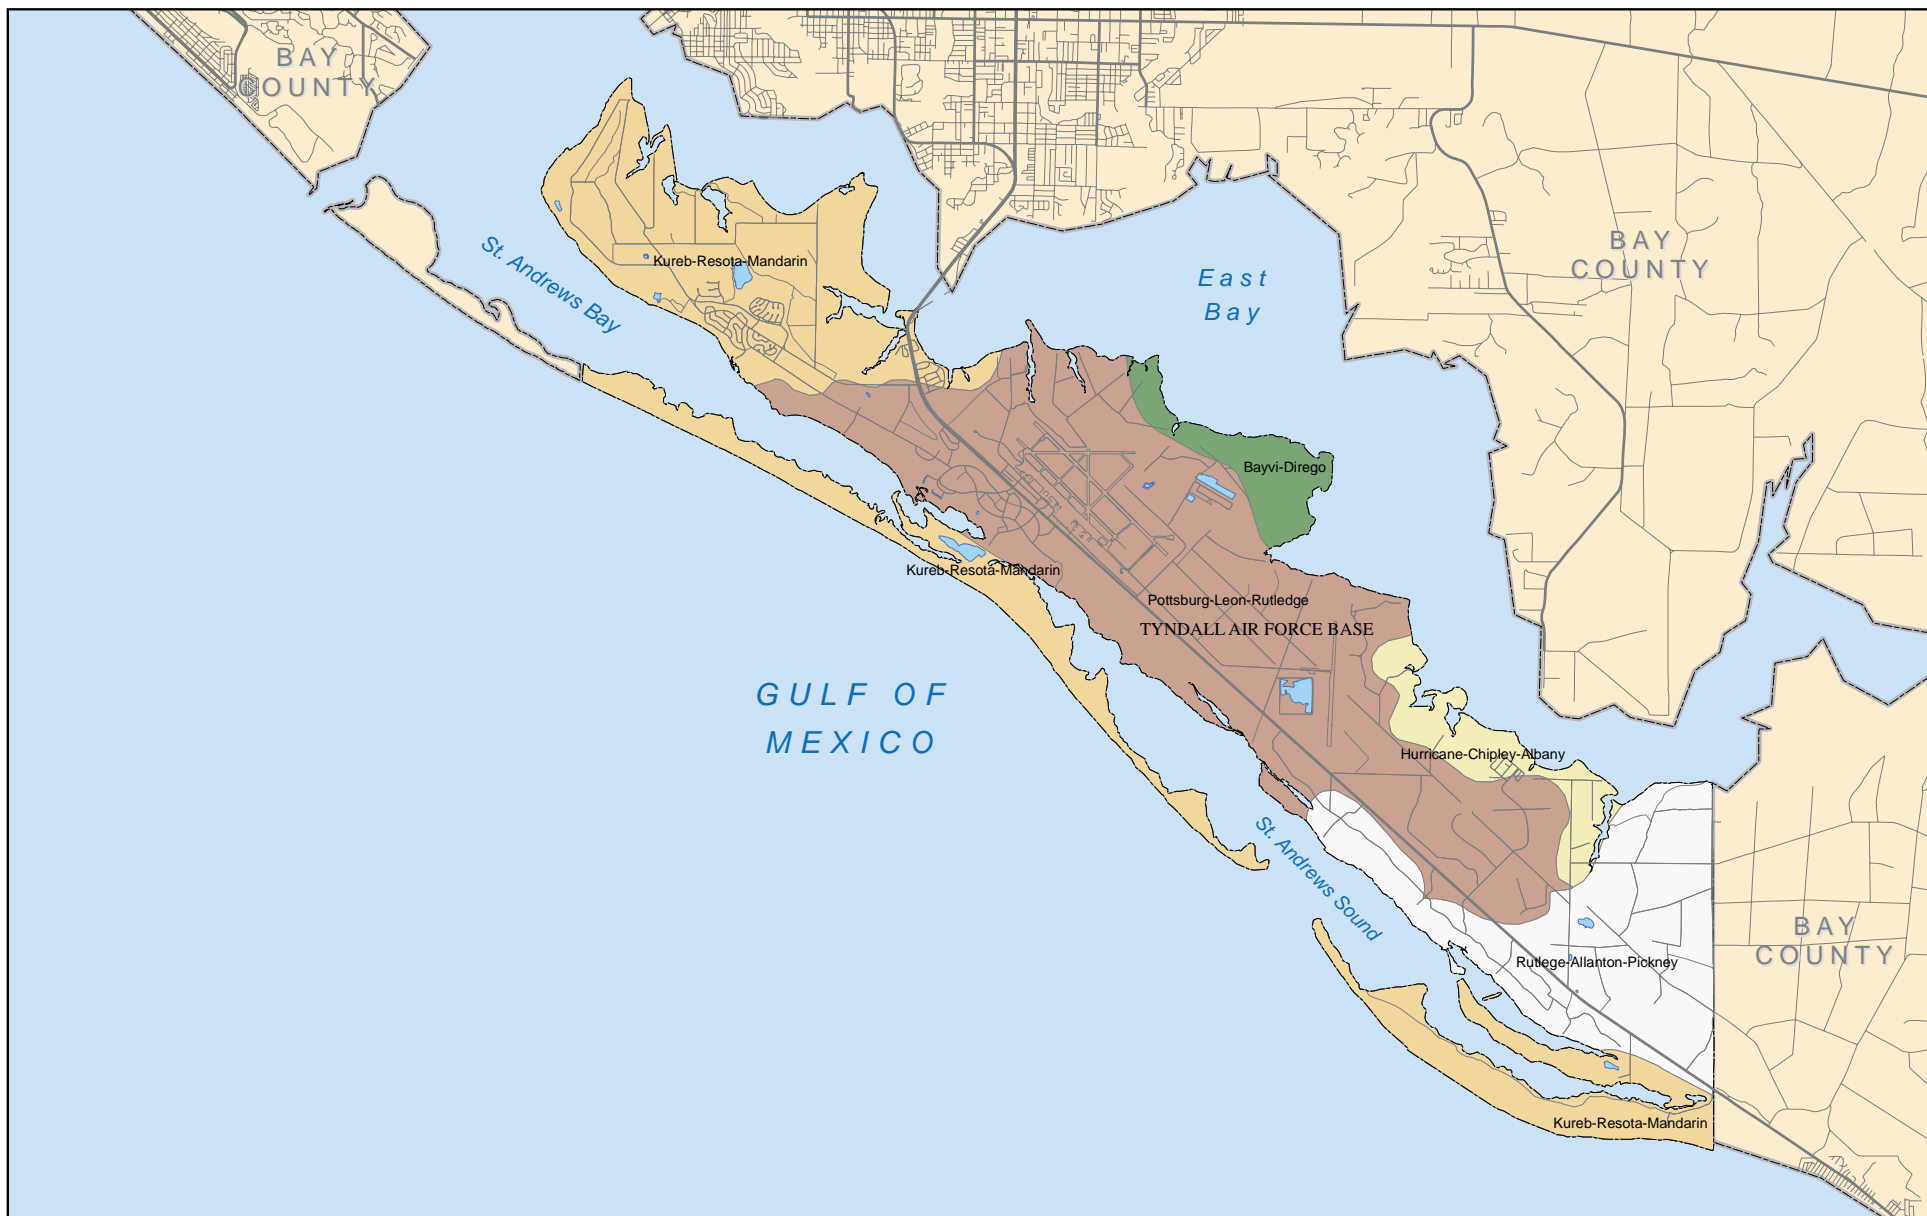 BAY
COUNTY
BAY
COUNTY
St. Andrews Bay
Kureb-Resota-Mandarin
East
Bay
Bayvi-Dirego
Kureb-Resota-Mandarin
Pottsburg-Leon-Rutledge
TYNDALL AIR FORCE BASE
GULF OF
MEXICO
Hurricane-Chipley-Albany
St. Andrews Sound
BAY
COUNTY
Rutlege-Allanton-Pickney
Kureb-Resota-Mandarin